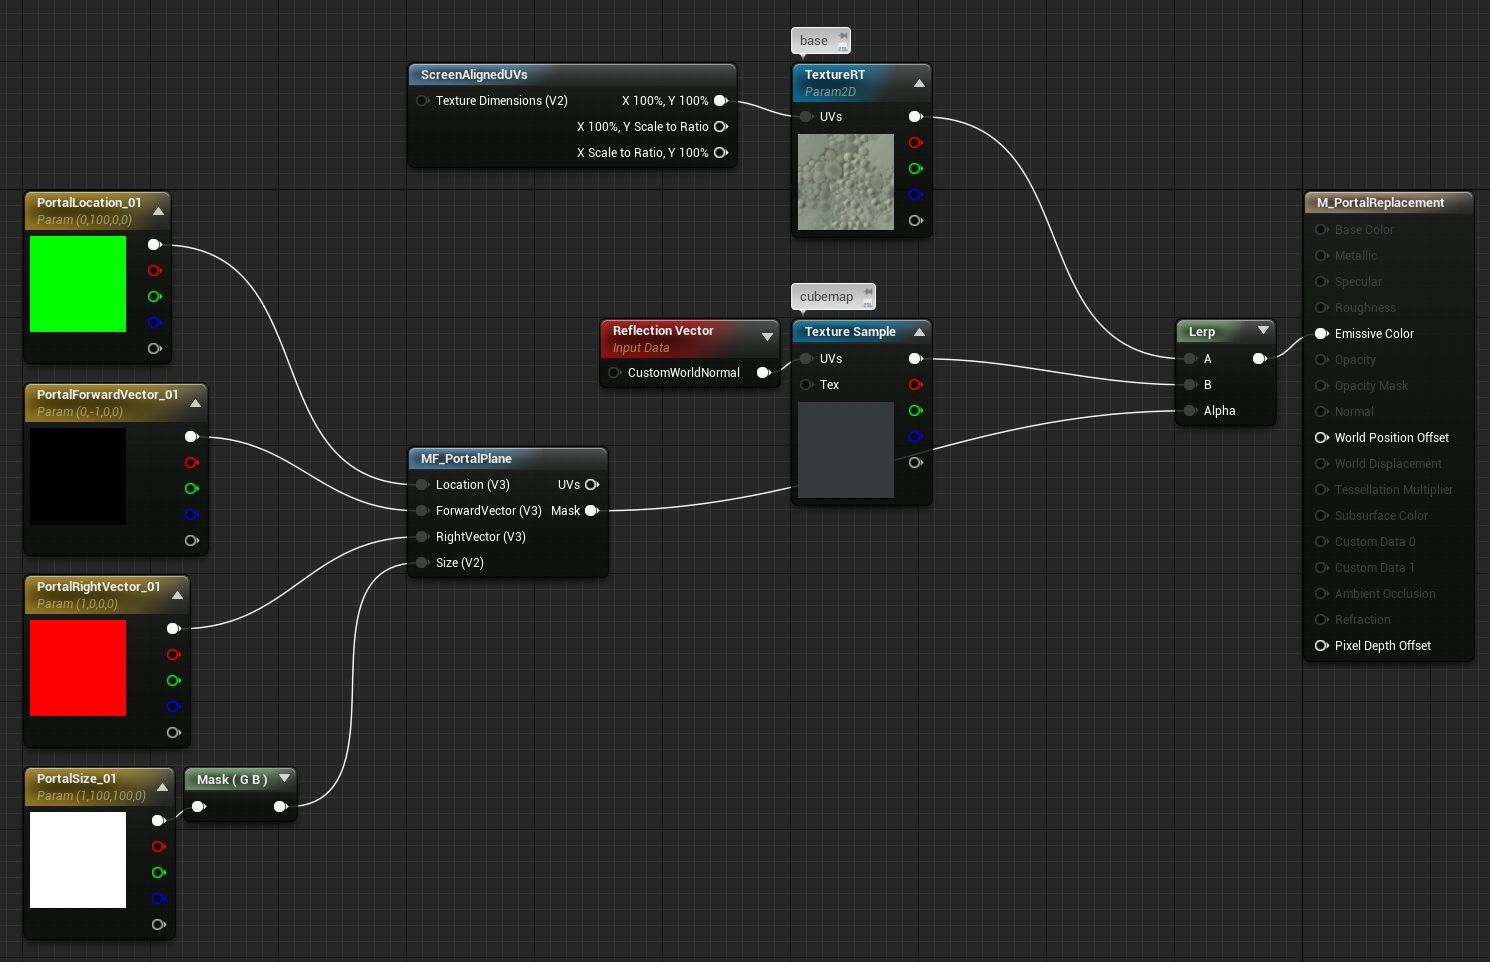 base
ScreenAlignedUVs
Texture Dimensions (V2)
X 100%, Y 100%
X 100%, Y Scale to Ratio
X Scale to Ratio, Y 100%
TextureRT
Param2D
UVs
PortalLocation_01
Param (0,100,0,0)
PortalForwardVector_01
Param (0,-1,0,0)
PortalRightVector_01
Param (1,0,0,0)
PortalSize_01
Param (1,100,100,0)
Mask ( G B )
MF_PortalPlane
Location (V3)
UVs
ForwardVector (V3)
Mask
RightVector (V3)
Size (V2)
Reflection Vector
Input Data
CustomWorldNormal
cubemap
Texture Sample
UVs
Tex
Lerp
A
B
Alpha
M_PortalReplacement
Base Color
Metallic
Specular
Roughness
Emissive Color
Opacity
Opacity Mask
Normal
World Position Offset
World Displacement
Tessellation Multiplier
Subsurface Color
Custom Data 0
Custom Data 1
Ambient Occlusion
Refraction
Pixel Depth Offset